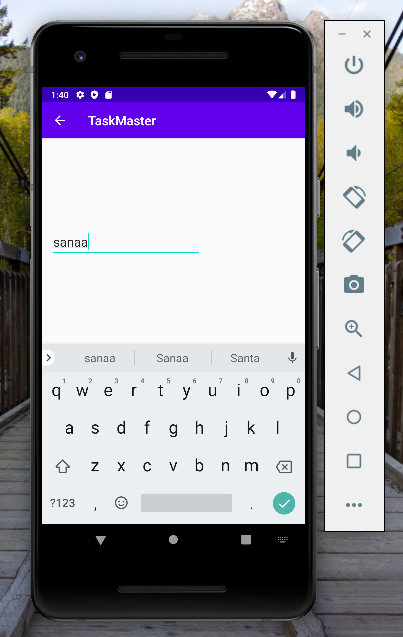 1:40
TaskMaster
sanaa
sanaa Sanaa Santa
q1 w2 e3 r4 t5 y6 u7 i8 o9 p0
a s d f g h j k l
z x c v b n m
?123 , .